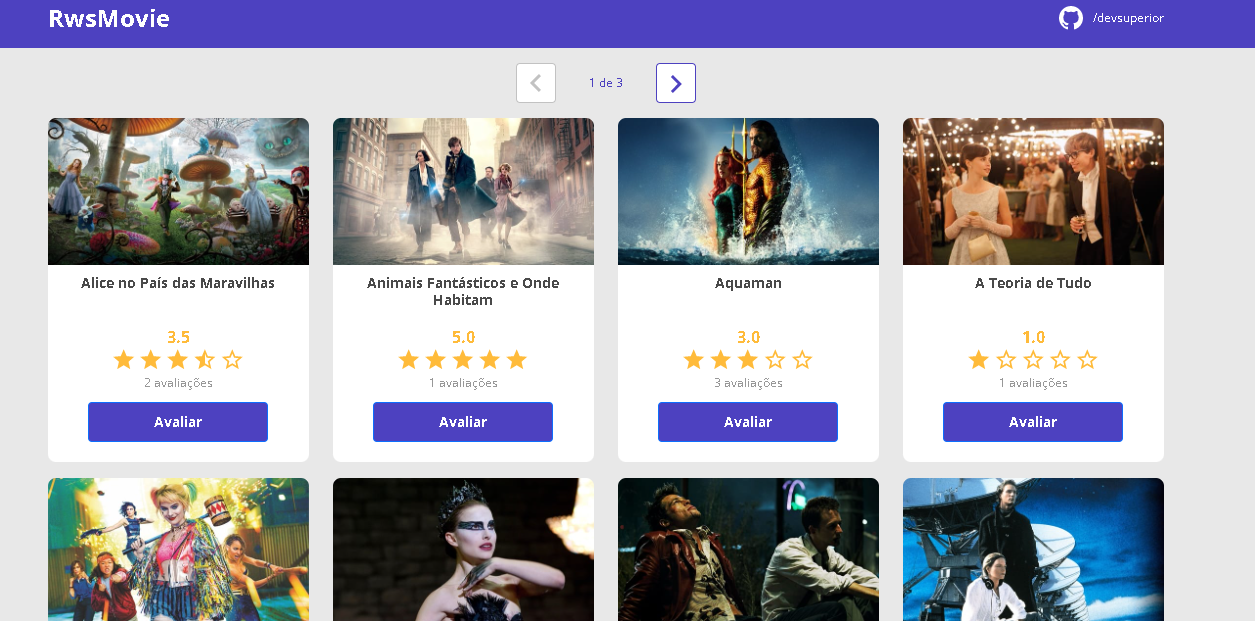 RwsMovie
/devsuperior
1 de 3
Alice no País das Maravilhas
3.5
2 avaliações
Avaliar
Animais Fantásticos e Onde
Habitam
5.0
1 avaliações
Avaliar
Aquaman
3.0
3 avaliações
Avaliar
A Teoria de Tudo
1.0
1 avaliações
Avaliar